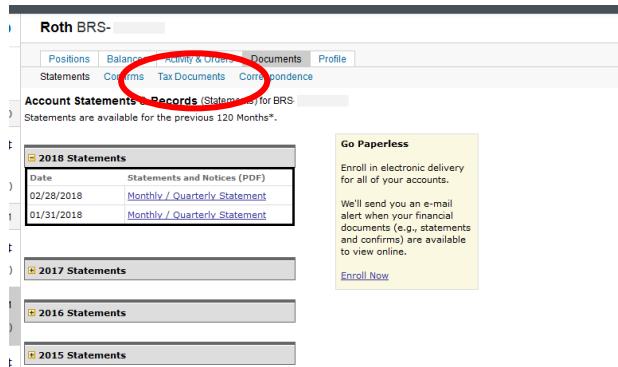 Roth BRS-
Positions Balances Activity & Orders Documents Profile
Statements Confirms Tax Documents Correspondence
Account Statements & Records (Statements) for BRS-
Statements are available for the previous 120 Months*.
2018 Statements
Date Statements and Notices (PDF)
02/28/2018 Monthly / Quarterly Statement
01/31/2018 Monthly / Quarterly Statement
2017 Statements
2016 Statements
2015 Statements
Go Paperless
Enroll in electronic delivery
for all of your accounts.
We'll send you an e-mail
alert when your financial
documents (e.g., statements
and confirms) are available
to view online.
Enroll Now